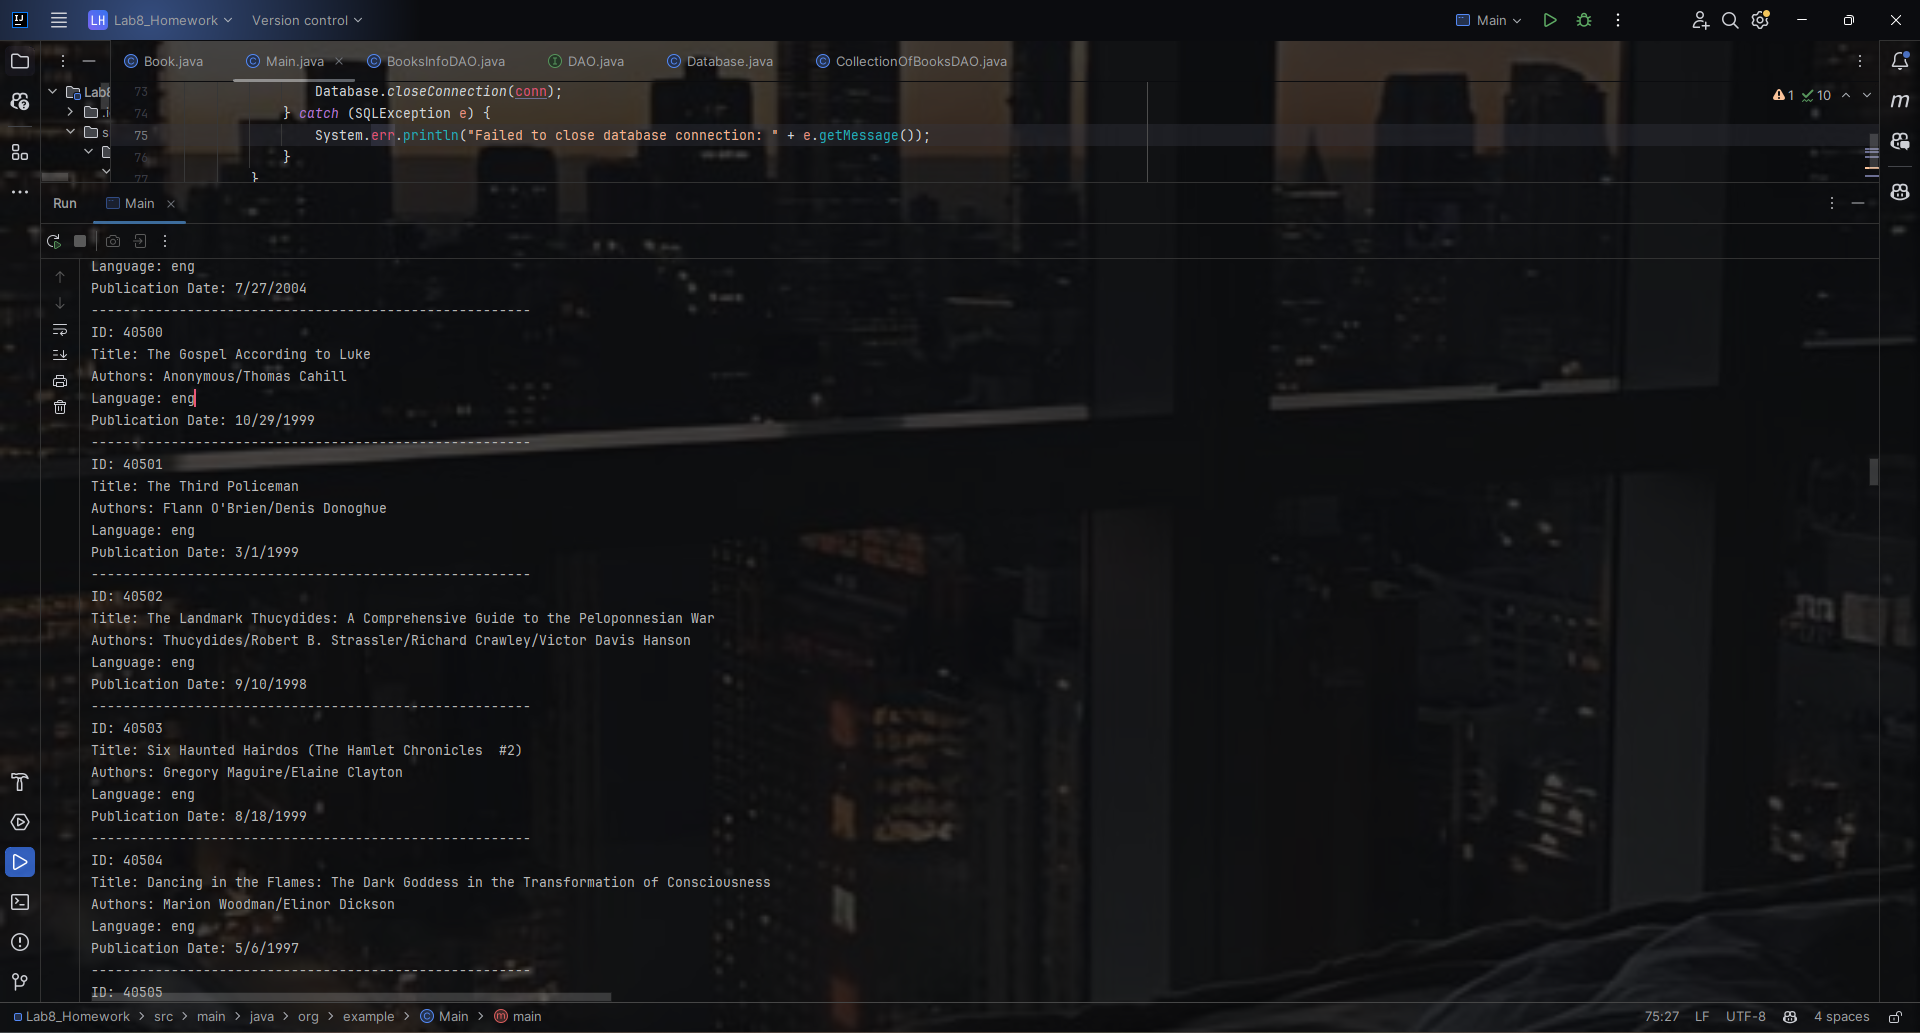 LH Lab8_Homework Version control Main
Book.java Main.java BooksInfoDAO.java DAO.java Database.java CollectionOfBooksDAO.java
Lab8
73 Database.closeConnection(conn);
1 10
74 } catch (SQLException e) {
75 System.err.println("Failed to close database connection: " + e.getMessage());
76 }
77 }
Run Main
Language: eng
Publication Date: 7/27/2004
-------------------------------------------------------
ID: 40500
Title: The Gospel According to Luke
Authors: Anonymous/Thomas Cahill
Language: eng
Publication Date: 10/29/1999
-------------------------------------------------------
ID: 40501
Title: The Third Policeman
Authors: Flann O'Brien/Denis Donoghue
Language: eng
Publication Date: 3/1/1999
-------------------------------------------------------
ID: 40502
Title: The Landmark Thucydides: A Comprehensive Guide to the Peloponnesian War
Authors: Thucydides/Robert B. Strassler/Richard Crawley/Victor Davis Hanson
Language: eng
Publication Date: 9/10/1998
-------------------------------------------------------
ID: 40503
Title: Six Haunted Hairdos (The Hamlet Chronicles  #2)
Authors: Gregory Maguire/Elaine Clayton
Language: eng
Publication Date: 8/18/1999
-------------------------------------------------------
ID: 40504
Title: Dancing in the Flames: The Dark Goddess in the Transformation of Consciousness
Authors: Marion Woodman/Elinor Dickson
Language: eng
Publication Date: 5/6/1997
-------------------------------------------------------
ID: 40505
Lab8_Homework > src > main > java > org > example > Main > main 75:27 LF UTF-8 4 spaces